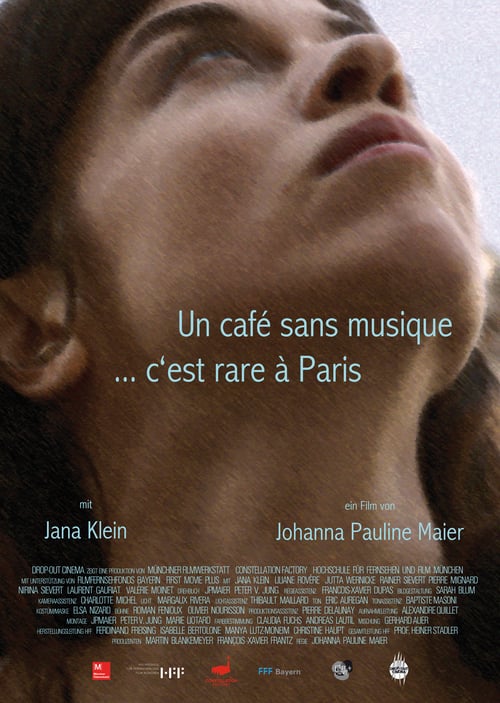 Un café sans musique
... c'est rare à Paris
mit
Jana Klein
ein Film von
Johanna Pauline Maier
DROP-OUT CINEMA ZEIGT EINE PRODUKTION VON MÜNCHNER FILMWERKSTATT CONSTELLATION FACTORY HOCHSCHULE FÜR FERNSEHEN UND FILM MÜNCHEN
MIT UNTERSTÜTZUNG VON FILMFERNSEHFONDS BAYERN FIRST MOVIE PLUS MIT JANA KLEIN LILIANE ROVÈRE JUTTA WERNICKE RAINER SIEVERT PIERRE MIGNARD
NIRINA SIEVERT LAURENT GAURIAT VALÉRIE MOINET DREHBUCH JPMAIER PETER V. JUNG REGIEASSISTENZ FRANCOIS-XAVIER DUPAS DIALOGGESTALTUNG SARAH BLUM
KAMERAASSISTENZ CHARLOTTE MICHEL LICHT MARGAUX RIVERA LICHTASSISTENZ THIBAULT MAILLARD TON ERIC AUREGAN TONASSISTENZ BAPTISTE MASONI
KOSTÜM/MASKE ELSA NIZARD BÜHNE ROMAN FENOUX OLIVIER NOURISSON PRODUKTIONSASSISTENZ PIERRE DELAUNAY AUFNAHMELEITUNG ALEXANDRE QUILLET
MONTAGE JPMAIER PETER V. JUNG MARIE LIOTARD FARBBESTIMMUNG CLAUDIA FUCHS ANDREAS LAUTIL MISCHUNG GERHARD AUER
HERSTELLUNGSLEITUNG HFF FERDINAND FREISING ISABELLE BERTOLONE MANYA LUTZ-MONEIM CHRISTINE HAUPT GESAMTLEITUNG HFF PROF. HEINER STADLER
PRODUZENTEN MARTIN BLANKEMEYER FRANÇOIS-XAVIER FRANTZ REGIE JOHANNA PAULINE MAIER
M
HFF
FFF Bayern